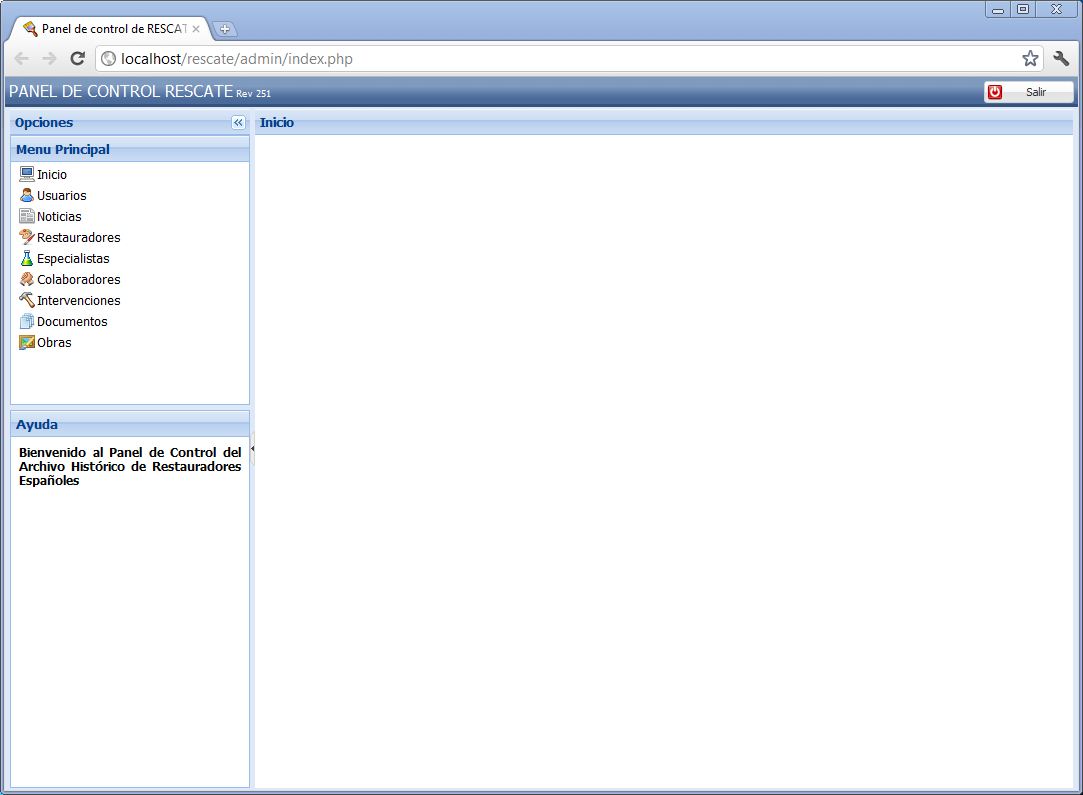 Panel de control de RESCAT
localhost/rescate/admin/index.php
PANEL DE CONTROL RESCATE Rev 251
Salir
Opciones
Inicio
Menu Principal
Inicio
Usuarios
Noticias
Restauradores
Especialistas
Colaboradores
Intervenciones
Documentos
Obras
Ayuda
Bienvenido al Panel de Control del
Archivo Histórico de Restauradores
Españoles